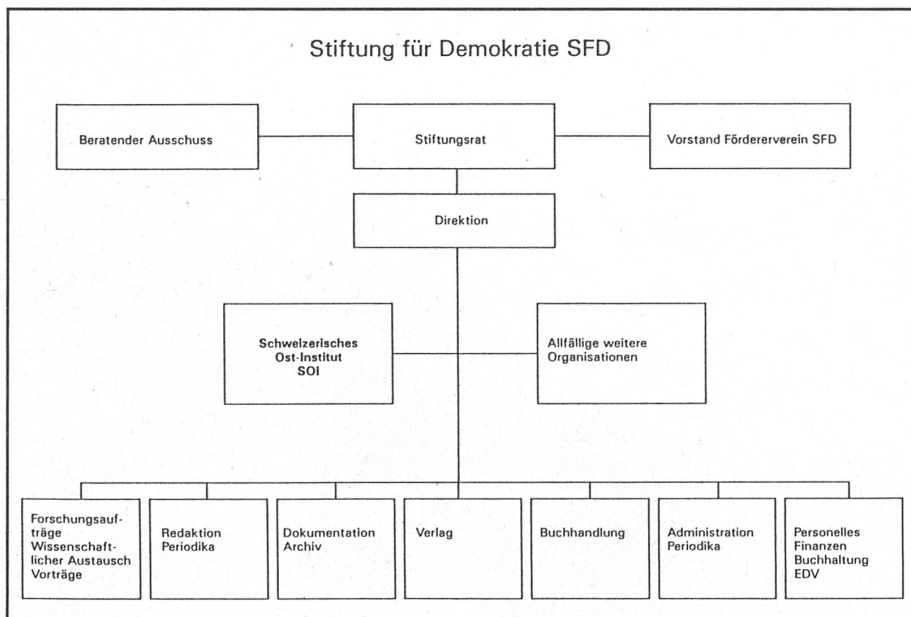 Stiftung für Demokratie SFD
Beratender Ausschuss
Stiftungsrat
Vorstand Fördererverein SFD
Direktion
Schweizerisches
Ost-Institut
SOI
Allfällige weitere
Organisationen
Forschungsauf-
träge
Wissenschaft-
licher Austausch
Vorträge
Redaktion
Periodika
Dokumentation
Archiv
Verlag
Buchhandlung
Administration
Periodika
Personelles
Finanzen
Buchhaltung
EDV